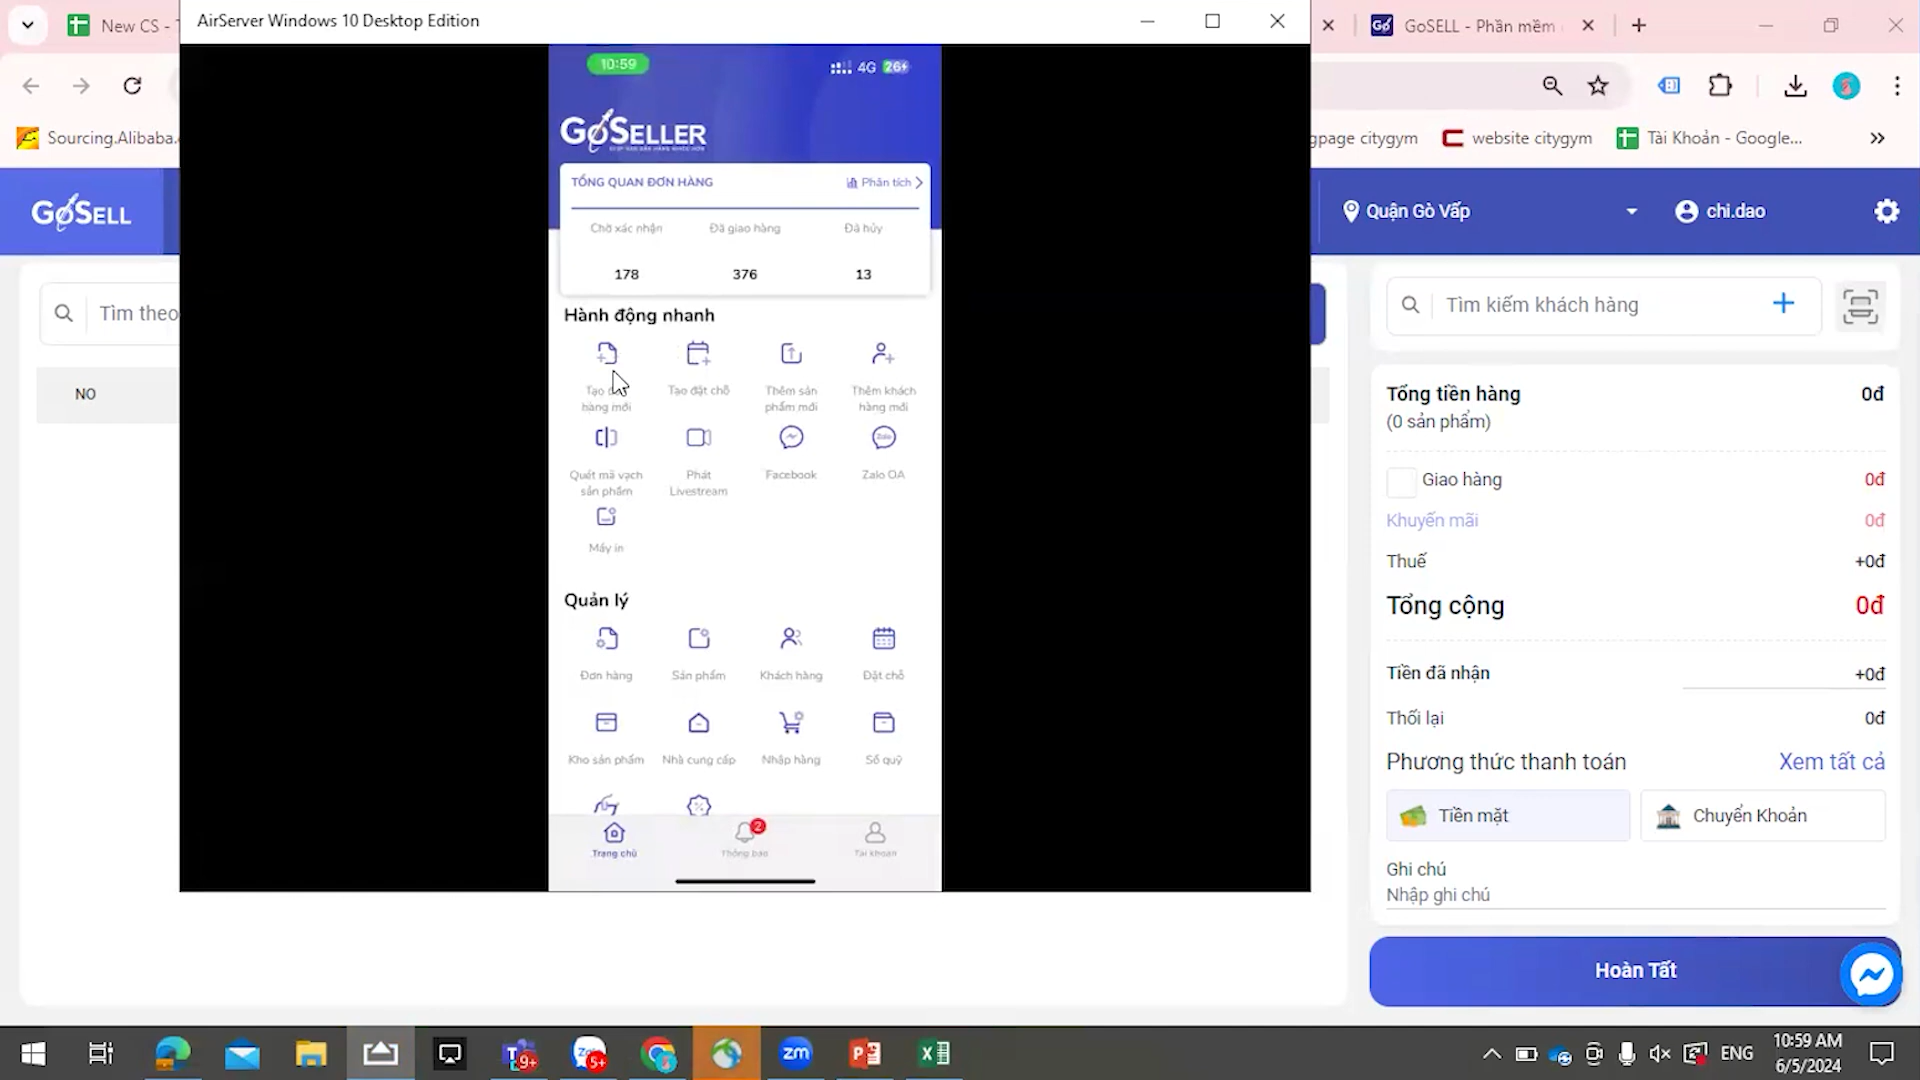 New CS -
AirServer Windows 10 Desktop Edition
GoSELL - Phần mềm
Sourcing.Alibaba.
gpage citygym
website citygym
Tài Khoản - Google...
GOSELL
Quận Gò Vấp
chi.dao
10:59
4G
26+
GOSELLER
TỔNG QUAN ĐƠN HÀNG
Phân tích
Chờ xác nhận
Đã giao hàng
Đã hủy
178
376
13
Hành động nhanh
Tạo
hàng mới
Tạo đặt chỗ
Thêm sản
phẩm mới
Thêm khách
hàng mới
Quét mã vạch
sản phẩm
Phát
Livestream
Facebook
Zalo OA
Máy in
Quản lý
Đơn hàng
Sản phẩm
Khách hàng
Đặt chỗ
Kho sản phẩm
Nhà cung cấp
Nhập hàng
Sổ quỹ
Trang chủ
2
Thông báo
Tài khoản
Tìm theo
NO
Tìm kiếm khách hàng
Tổng tiền hàng
0đ
(0 sản phẩm)
Giao hàng
0đ
Khuyến mãi
0đ
Thuế
+0đ
Tổng cộng
0đ
Tiền đã nhận
+0đ
Thối lại
0đ
Phương thức thanh toán
Xem tất cả
Tiền mặt
Chuyển Khoản
Ghi chú
Nhập ghi chú
Hoàn Tất
9+
5+
zm
ENG
10:59 AM
6/5/2024